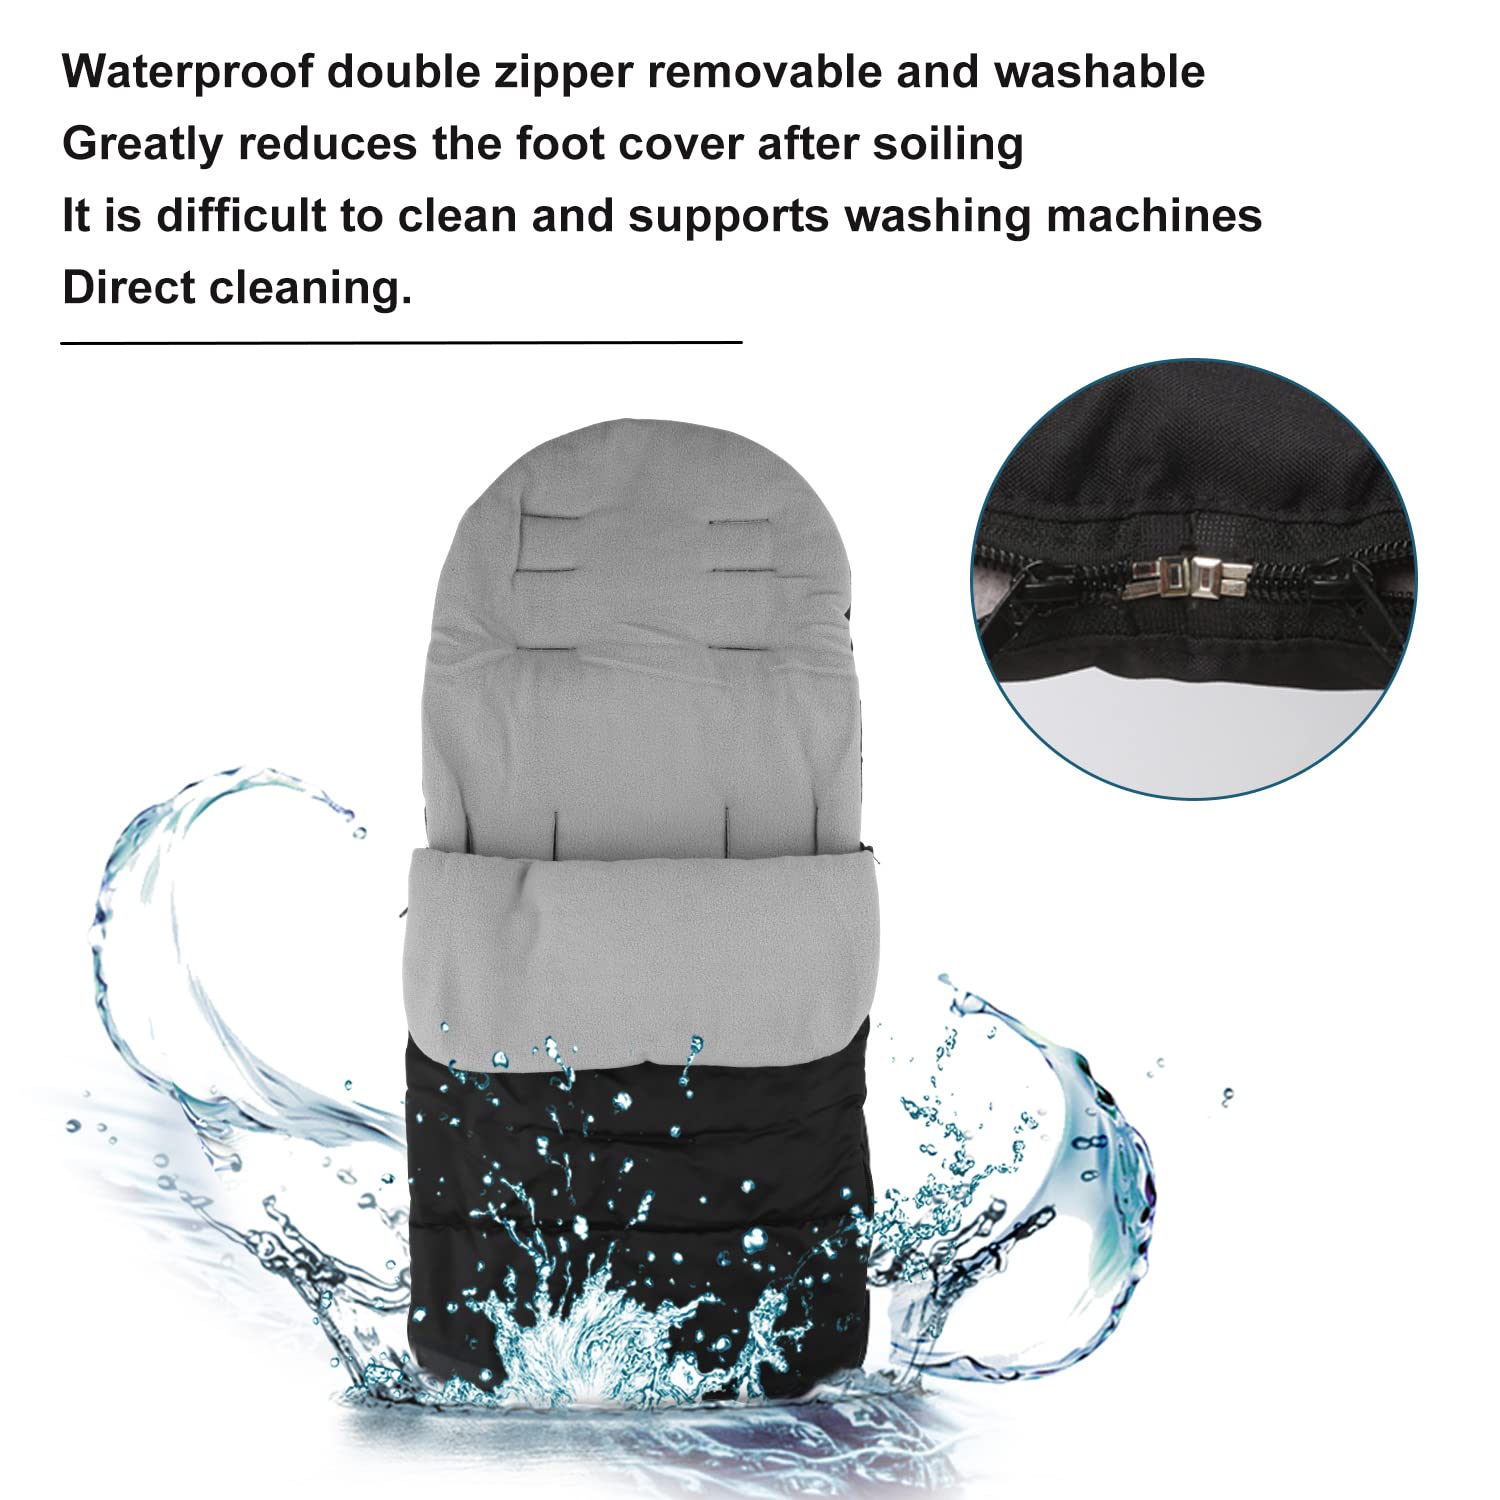 Waterproof double zipper removable and washable
Greatly reduces the foot cover after soiling
It is difficult to clean and supports washing machines
Direct cleaning.